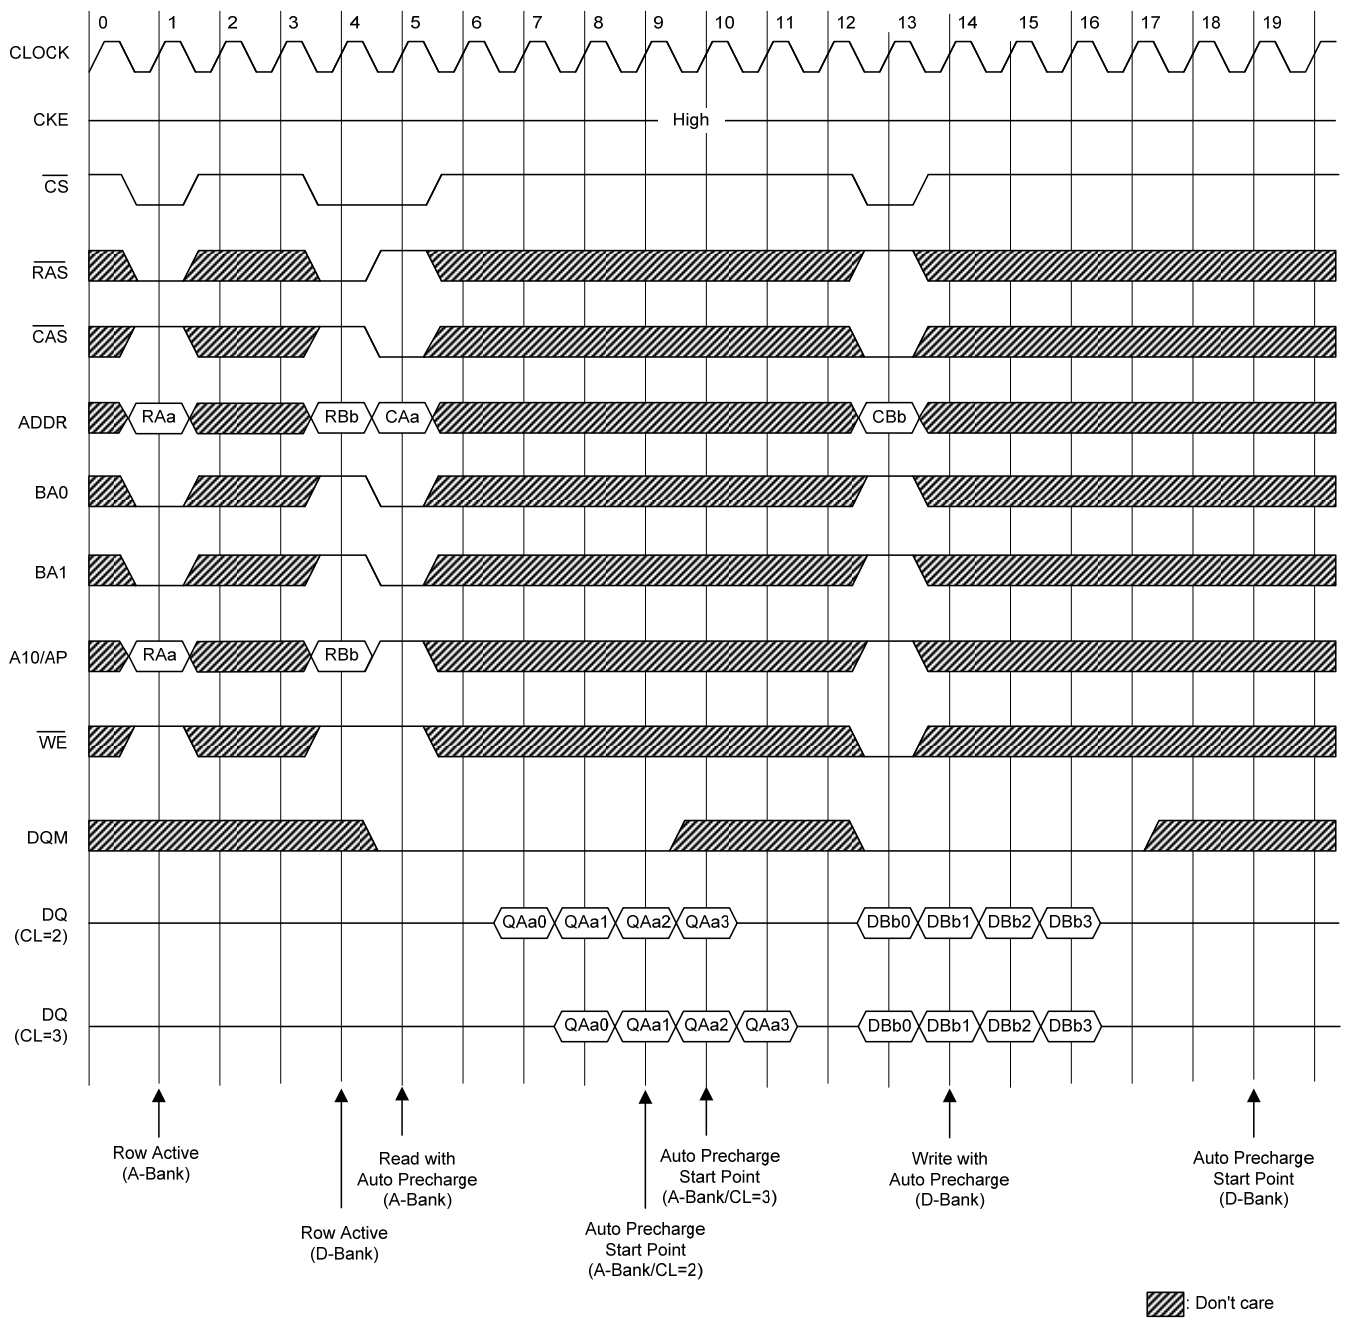 0 1 2 3 4 5 6 7 8 9 10 11 12 13 14 15 16 17 18 19
CLOCK
CKE High
CS
RAS
CAS
ADDR RAa RBb CAa CBb
BA0
BA1
A10/AP RAa RBb
WE
DQM
DQ
(CL=2)
QAa0 QAa1 QAa2 QAa3 DBb0 DBb1 DBb2 DBb3
DQ
(CL=3)
QAa0 QAa1 QAa2 QAa3 DBb0 DBb1 DBb2 DBb3
Row Active
(A-Bank)
Row Active
(D-Bank)
Read with
Auto Precharge
(A-Bank)
Auto Precharge
Start Point
(A-Bank/CL=2)
Auto Precharge
Start Point
(A-Bank/CL=3)
Write with
Auto Precharge
(D-Bank)
Auto Precharge
Start Point
(D-Bank)
: Don't care